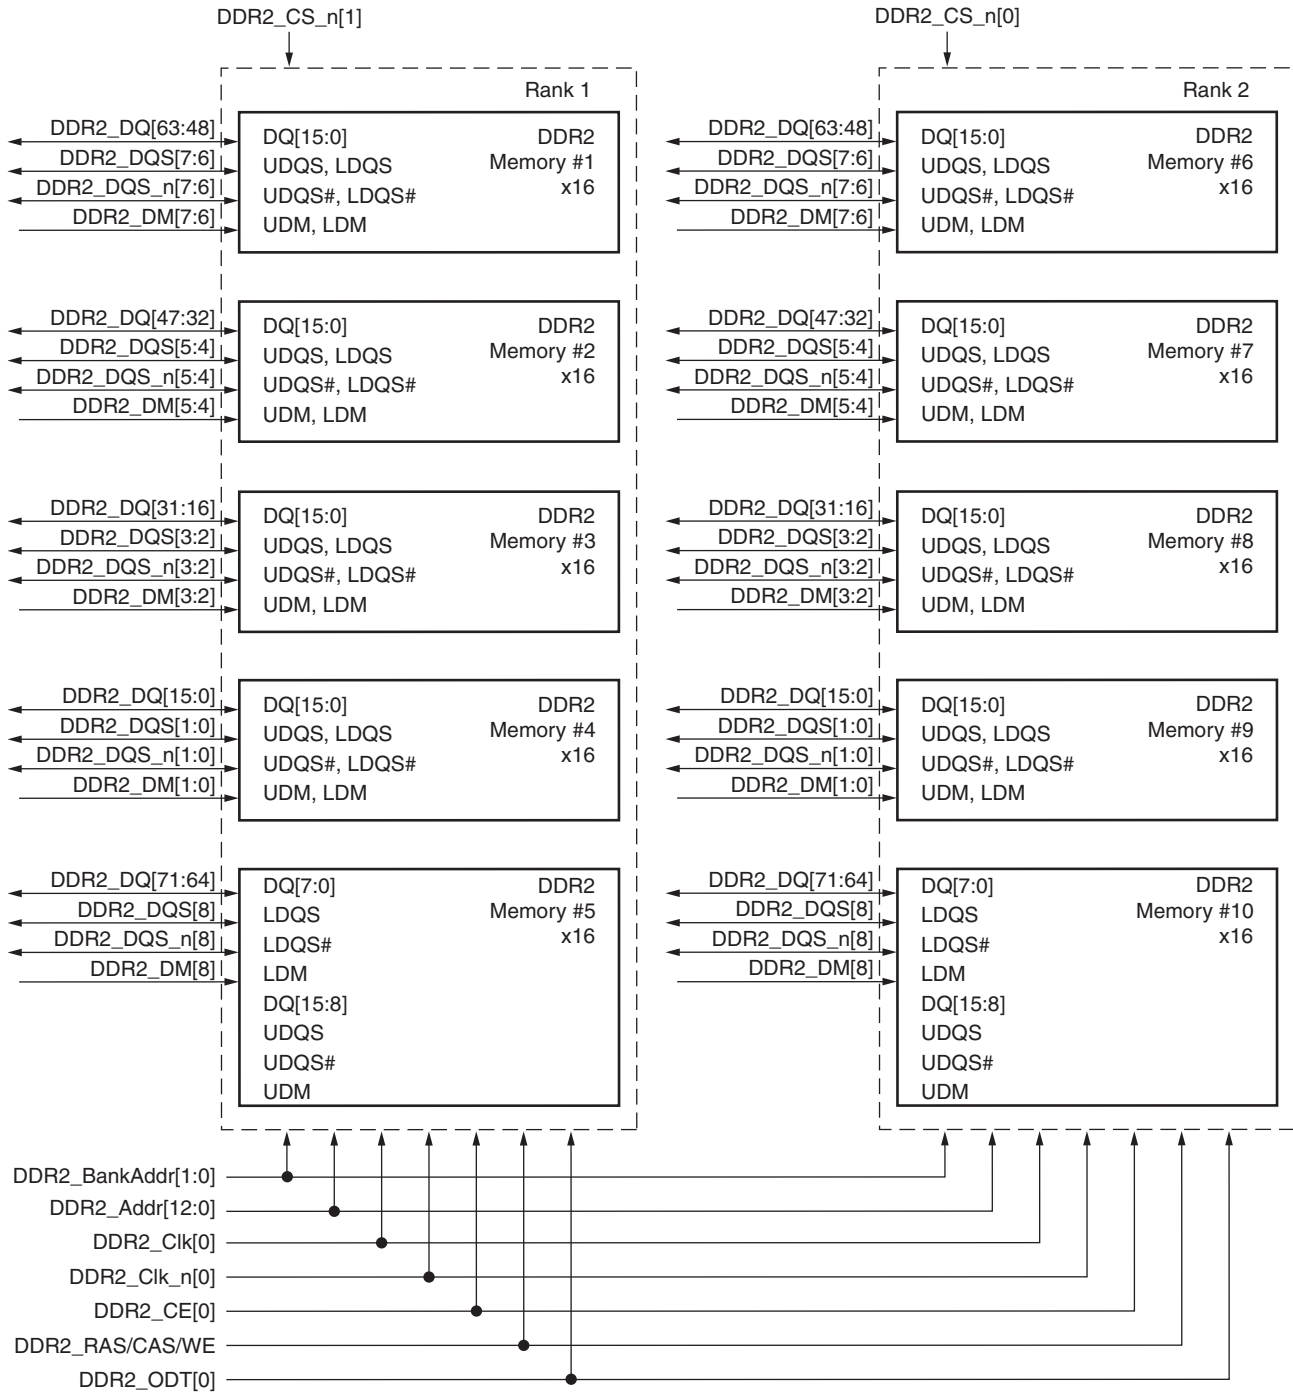 DDR2_CS_n[1]
DDR2_CS_n[0]
Rank 1
DDR2_DQ[63:48]
DDR2_DQS[7:6]
DDR2_DQS_n[7:6]
DDR2_DM[7:6]
DQ[15:0]
UDQS, LDQS
UDQS#, LDQS#
UDM, LDM
DDR2
Memory #1
x16
DDR2_DQ[47:32]
DDR2_DQS[5:4]
DDR2_DQS_n[5:4]
DDR2_DM[5:4]
DQ[15:0]
UDQS, LDQS
UDQS#, LDQS#
UDM, LDM
DDR2
Memory #2
x16
DDR2_DQ[31:16]
DDR2_DQS[3:2]
DDR2_DQS_n[3:2]
DDR2_DM[3:2]
DQ[15:0]
UDQS, LDQS
UDQS#, LDQS#
UDM, LDM
DDR2
Memory #3
x16
DDR2_DQ[15:0]
DDR2_DQS[1:0]
DDR2_DQS_n[1:0]
DDR2_DM[1:0]
DQ[15:0]
UDQS, LDQS
UDQS#, LDQS#
UDM, LDM
DDR2
Memory #4
x16
DDR2_DQ[71:64]
DDR2_DQS[8]
DDR2_DQS_n[8]
DDR2_DM[8]
DQ[7:0]
LDQS
LDQS#
LDM
DQ[15:8]
UDQS
UDQS#
UDM
DDR2
Memory #5
x16
Rank 2
DDR2_DQ[63:48]
DDR2_DQS[7:6]
DDR2_DQS_n[7:6]
DDR2_DM[7:6]
DQ[15:0]
UDQS, LDQS
UDQS#, LDQS#
UDM, LDM
DDR2
Memory #6
x16
DDR2_DQ[47:32]
DDR2_DQS[5:4]
DDR2_DQS_n[5:4]
DDR2_DM[5:4]
DQ[15:0]
UDQS, LDQS
UDQS#, LDQS#
UDM, LDM
DDR2
Memory #7
x16
DDR2_DQ[31:16]
DDR2_DQS[3:2]
DDR2_DQS_n[3:2]
DDR2_DM[3:2]
DQ[15:0]
UDQS, LDQS
UDQS#, LDQS#
UDM, LDM
DDR2
Memory #8
x16
DDR2_DQ[15:0]
DDR2_DQS[1:0]
DDR2_DQS_n[1:0]
DDR2_DM[1:0]
DQ[15:0]
UDQS, LDQS
UDQS#, LDQS#
UDM, LDM
DDR2
Memory #9
x16
DDR2_DQ[71:64]
DDR2_DQS[8]
DDR2_DQS_n[8]
DDR2_DM[8]
DQ[7:0]
LDQS
LDQS#
LDM
DQ[15:8]
UDQS
UDQS#
UDM
DDR2
Memory #10
x16
DDR2_BankAddr[1:0]
DDR2_Addr[12:0]
DDR2_Clk[0]
DDR2_Clk_n[0]
DDR2_CE[0]
DDR2_RAS/CAS/WE
DDR2_ODT[0]